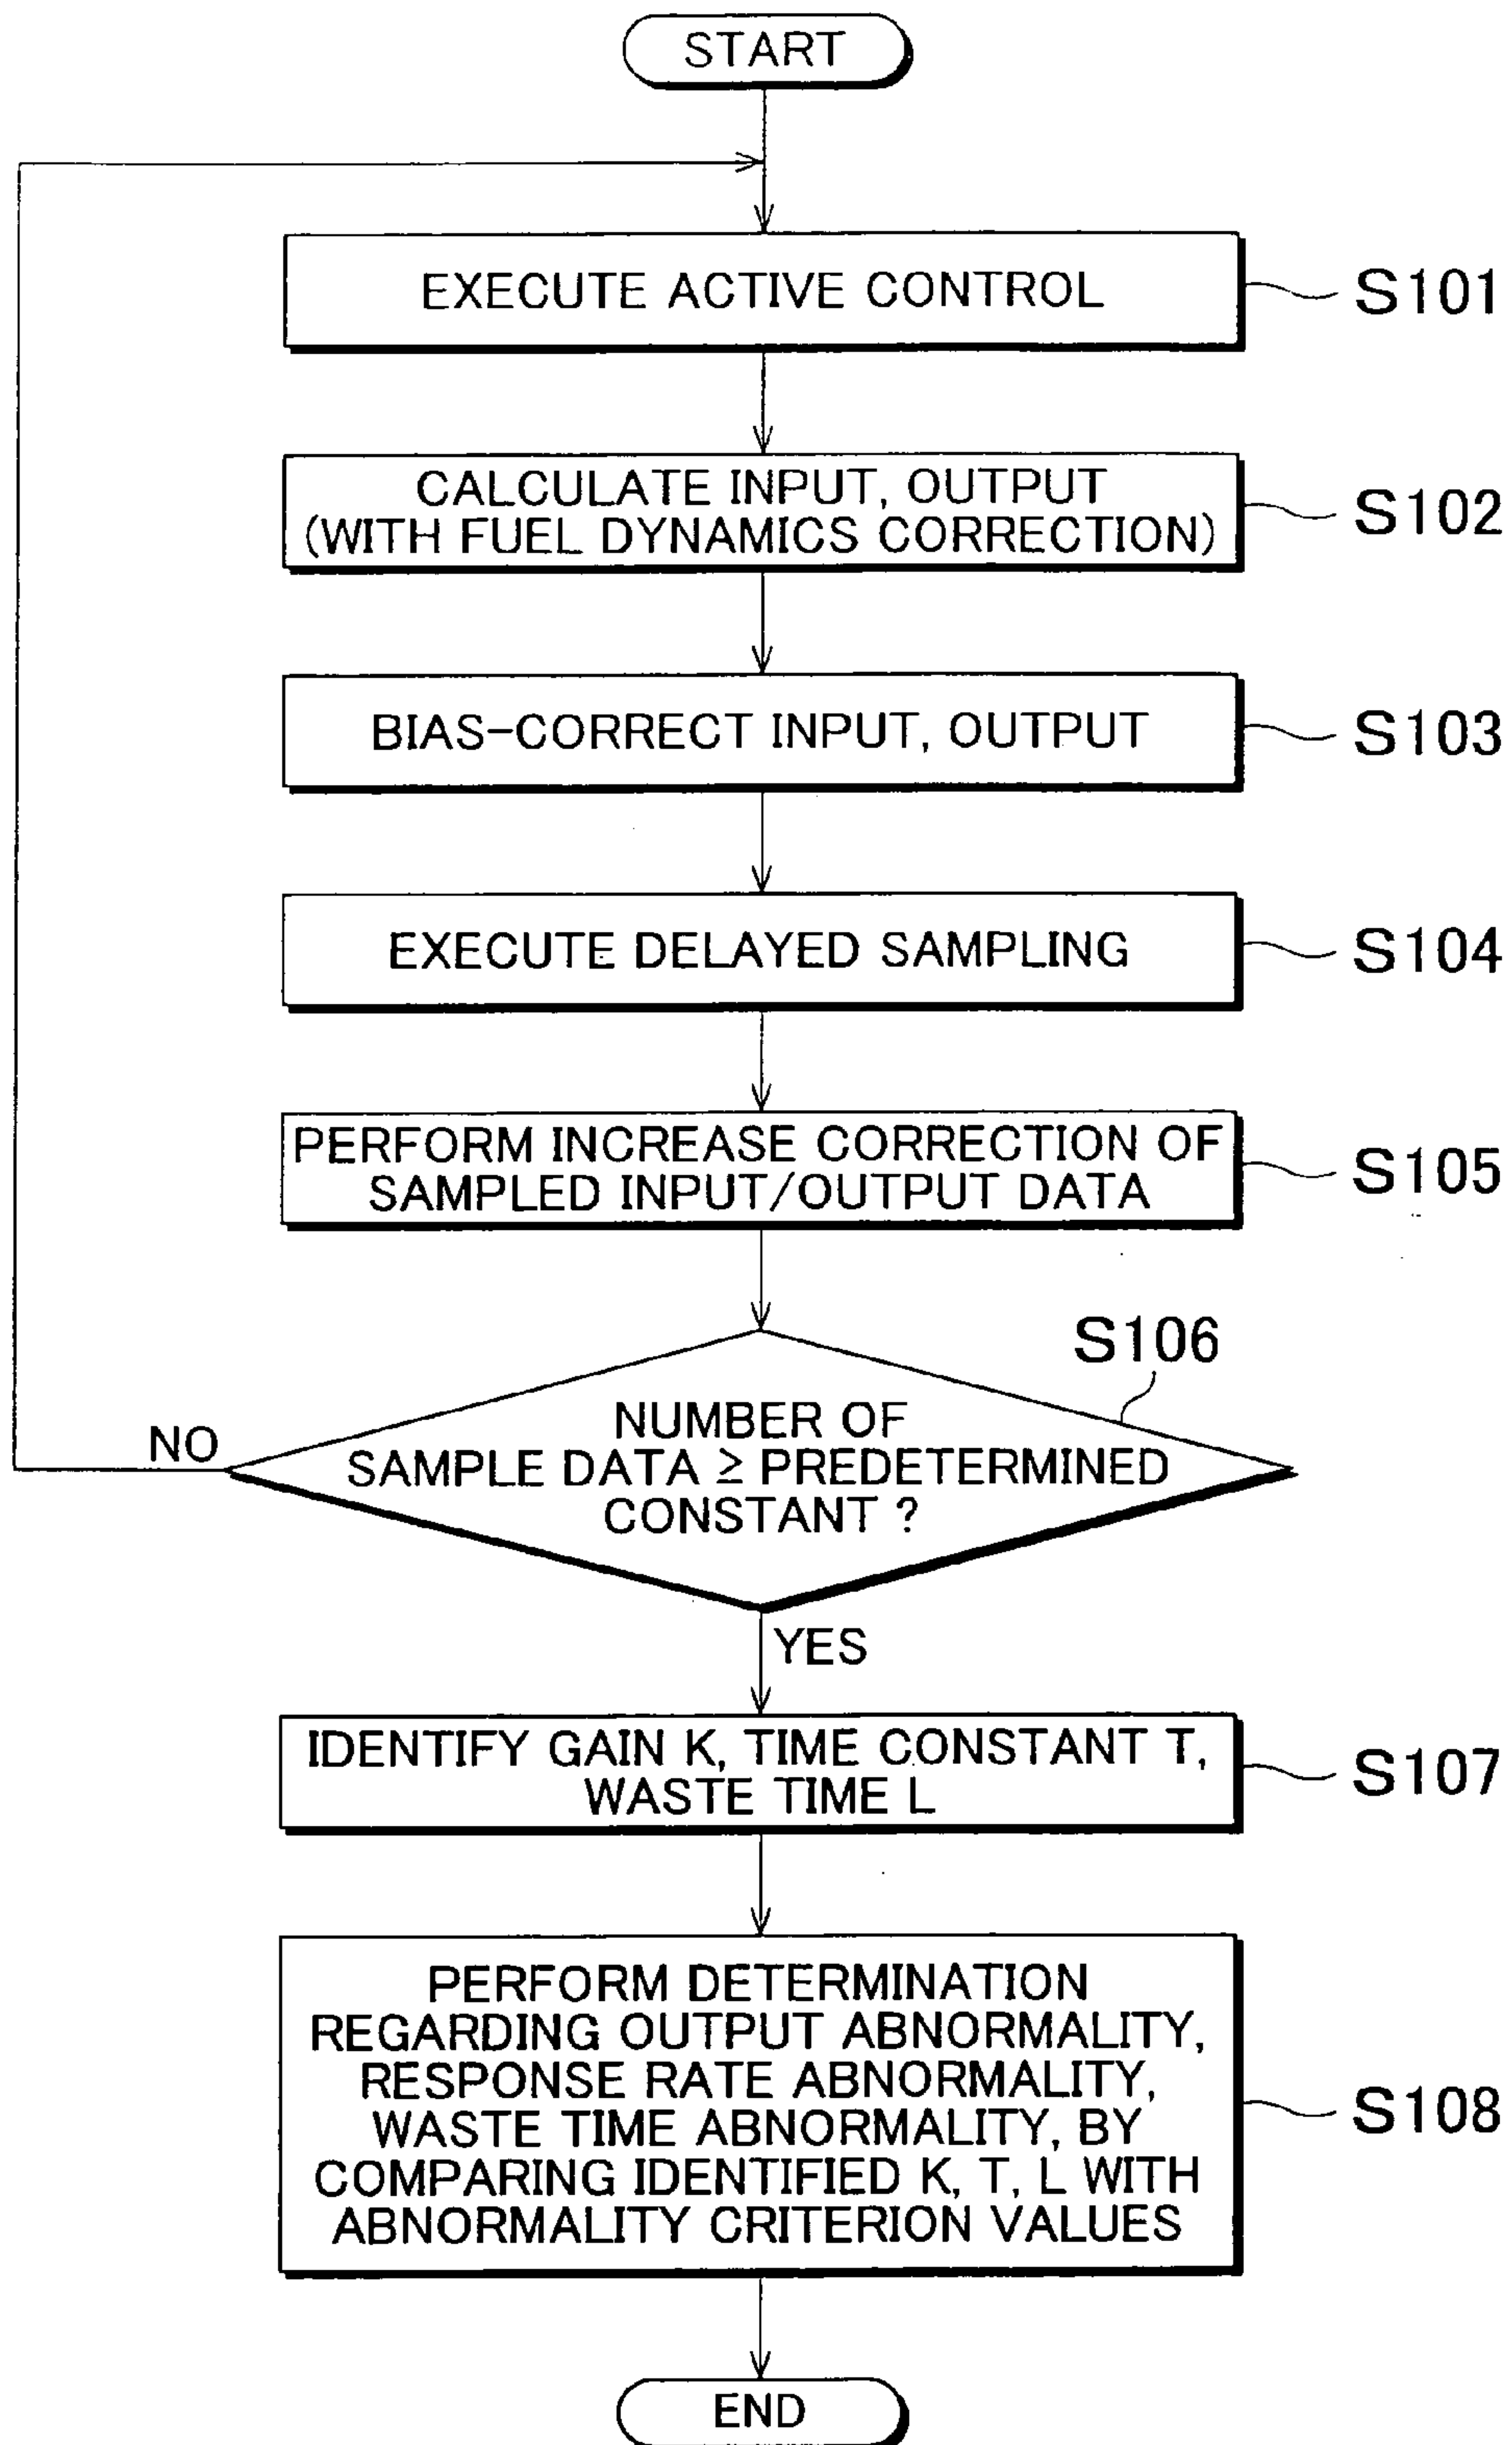 START
EXECUTE ACTIVE CONTROL
S101
CALCULATE INPUT, OUTPUT
(WITH FUEL DYNAMICS CORRECTION)
S102
BIAS-CORRECT INPUT, OUTPUT
S103
EXECUTE DELAYED SAMPLING
S104
PERFORM INCREASE CORRECTION OF
SAMPLED INPUT/OUTPUT DATA
S105
S106
NUMBER OF
SAMPLE DATA ≥ PREDETERMINED
CONSTANT ?
NO
YES
IDENTIFY GAIN K, TIME CONSTANT T,
WASTE TIME L
S107
PERFORM DETERMINATION
REGARDING OUTPUT ABNORMALITY,
RESPONSE RATE ABNORMALITY,
WASTE TIME ABNORMALITY, BY
COMPARING IDENTIFIED K, T, L WITH
ABNORMALITY CRITERION VALUES
S108
END